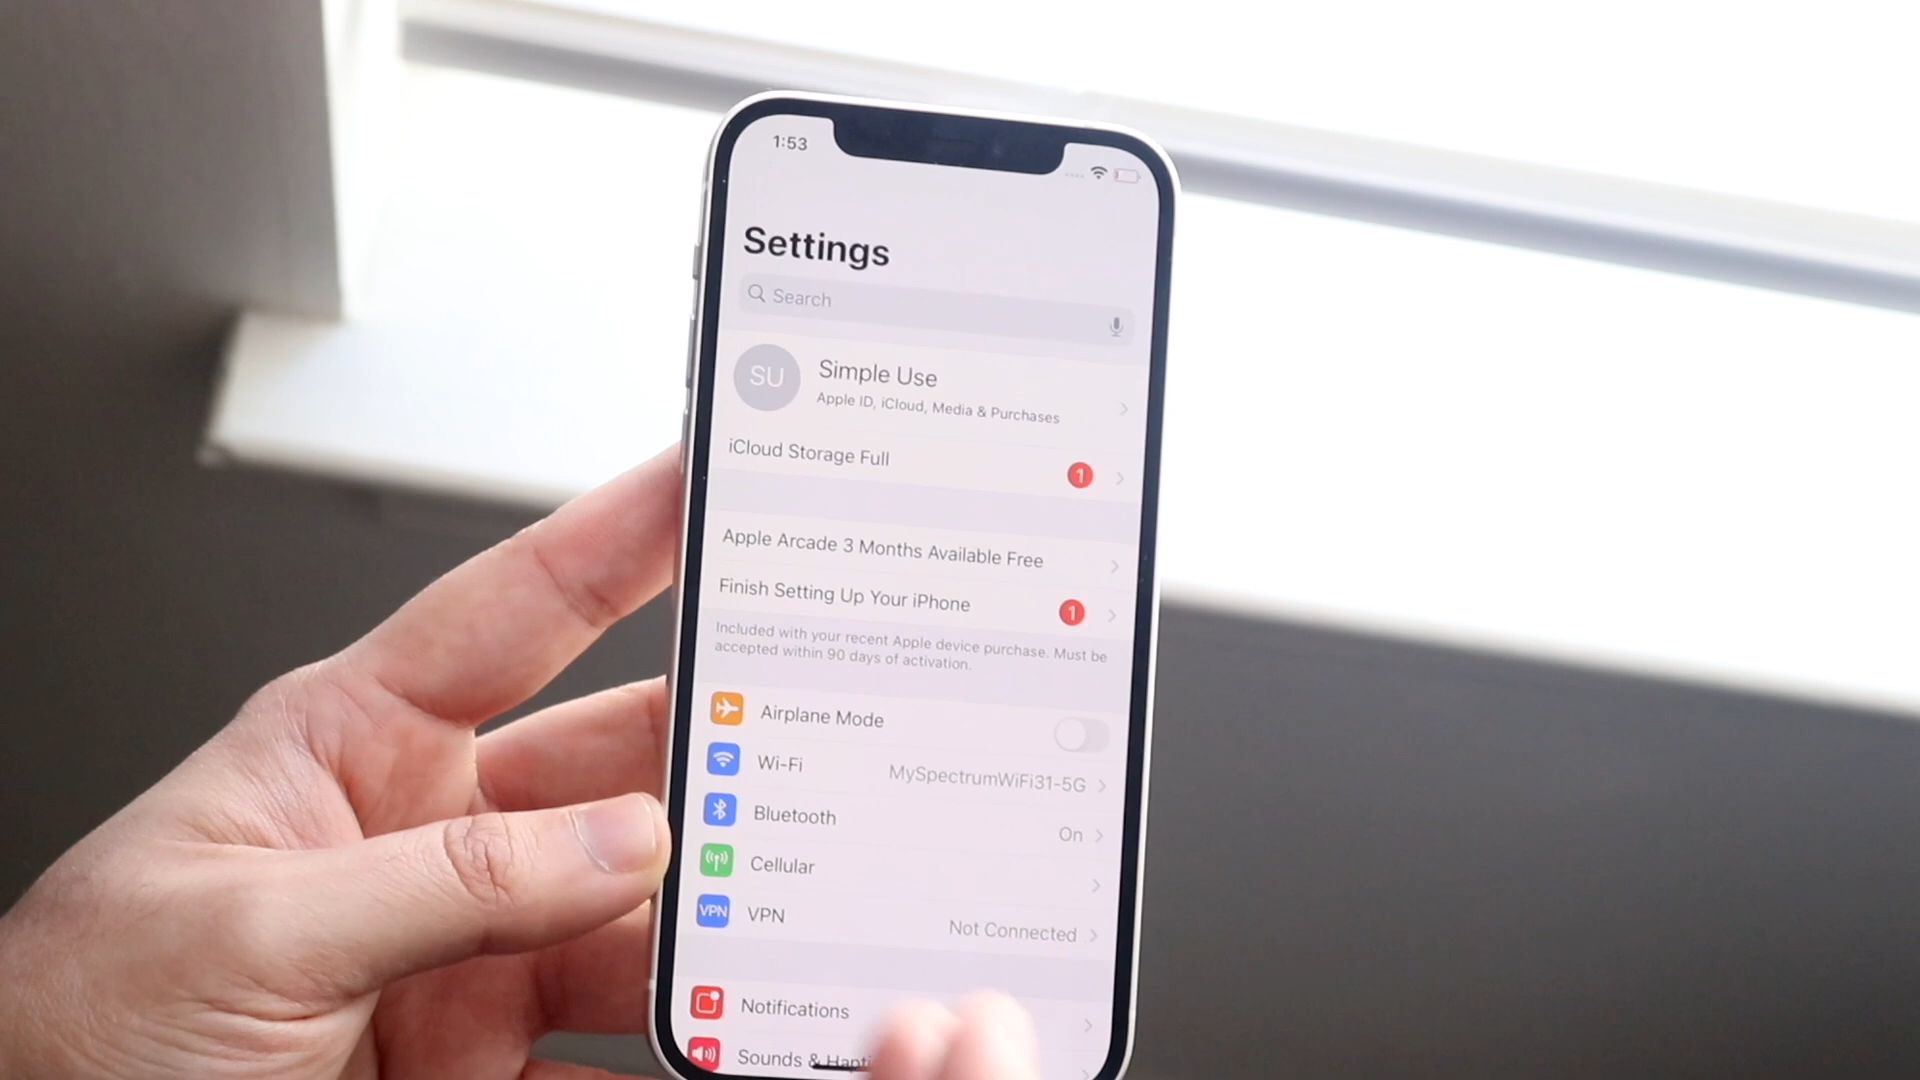 1:53
Settings
Search
SU
Simple Use
Apple ID, iCloud, Media & Purchases
iCloud Storage Full
1
Apple Arcade 3 Months Available Free
Finish Setting Up Your iPhone
1
Included with your recent Apple device purchase. Must be
accepted within 90 days of activation.
Airplane Mode
Wi-Fi
MySpectrumWiFi31-5G
Bluetooth
On
Cellular
VPN
VPN
Not Connected
Notifications
Sounds &